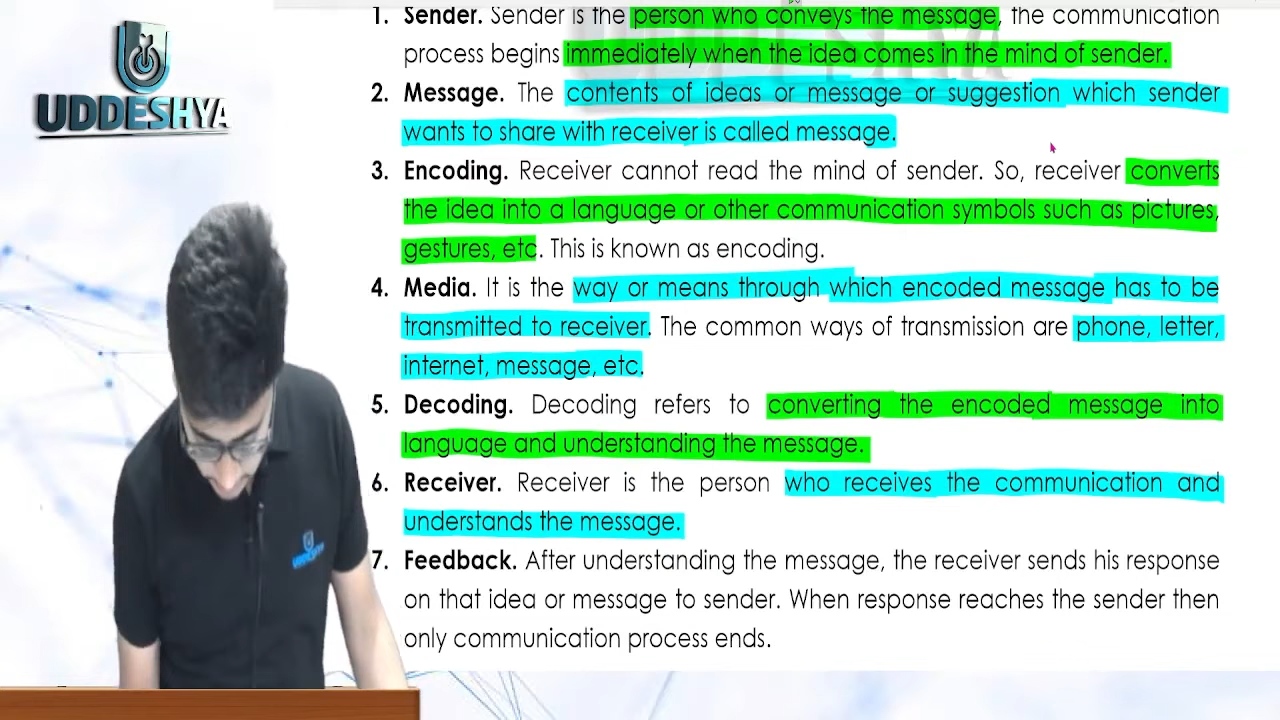 UDDESHYA
1. Sender. Sender is the person who conveys the message, the communication
process begins immediately when the idea comes in the mind of sender.
2. Message. The contents of ideas or message or suggestion which sender
wants to share with receiver is called message.
3. Encoding. Receiver cannot read the mind of sender. So, receiver converts
the idea into a language or other communication symbols such as pictures,
gestures, etc. This is known as encoding.
4. Media. It is the way or means through which encoded message has to be
transmitted to receiver. The common ways of transmission are phone, letter,
internet, message, etc.
5. Decoding. Decoding refers to converting the encoded message into
language and understanding the message.
6. Receiver. Receiver is the person who receives the communication and
understands the message.
7. Feedback. After understanding the message, the receiver sends his response
on that idea or message to sender. When response reaches the sender then
only communication process ends.
UDDESHYA